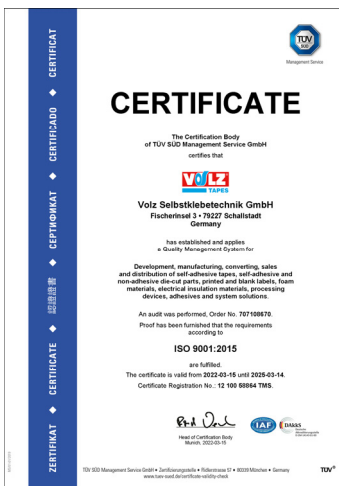 TÜV
SÜD
Management Service
CERTIFICATE
The Certification Body
of TÜV SÜD Management Service GmbH
certifies that
VOLZ
TAPES
Volz Selbstklebetechnik GmbH
Fischerinsel 3 • 79227 Schallstadt
Germany
has established and applies
a Quality Management System for
Development, manufacturing, converting, sales
and distribution of self-adhesive tapes, self-adhesive and
non-adhesive die-cut parts, printed and blank labels, foam
materials, electrical insulation materials, processing
devices, adhesives and system solutions.
An audit was performed, Order No. 707108670.
Proof has been furnished that the requirements
according to
ISO 9001:2015
are fulfilled.
The certificate is valid from 2022-03-15 until 2025-03-14.
Certificate Registration No.: 12 100 58864 TMS.
Head of Certification Body
Munich, 2022-03-15
IAF
DAkkS
TÜV SÜD Management Service GmbH • Zertifizierungsstelle • Ridlerstrasse 57 • 80339 München • Germany
www.tuev-sued.de/certificate-validity-check
TÜV®
ZERTIFIKAT ◆ CERTIFICATE ◆ 認證證書 ◆ СЕРТИФИКАТ ◆ CERTIFICADO ◆ CERTIFICAT